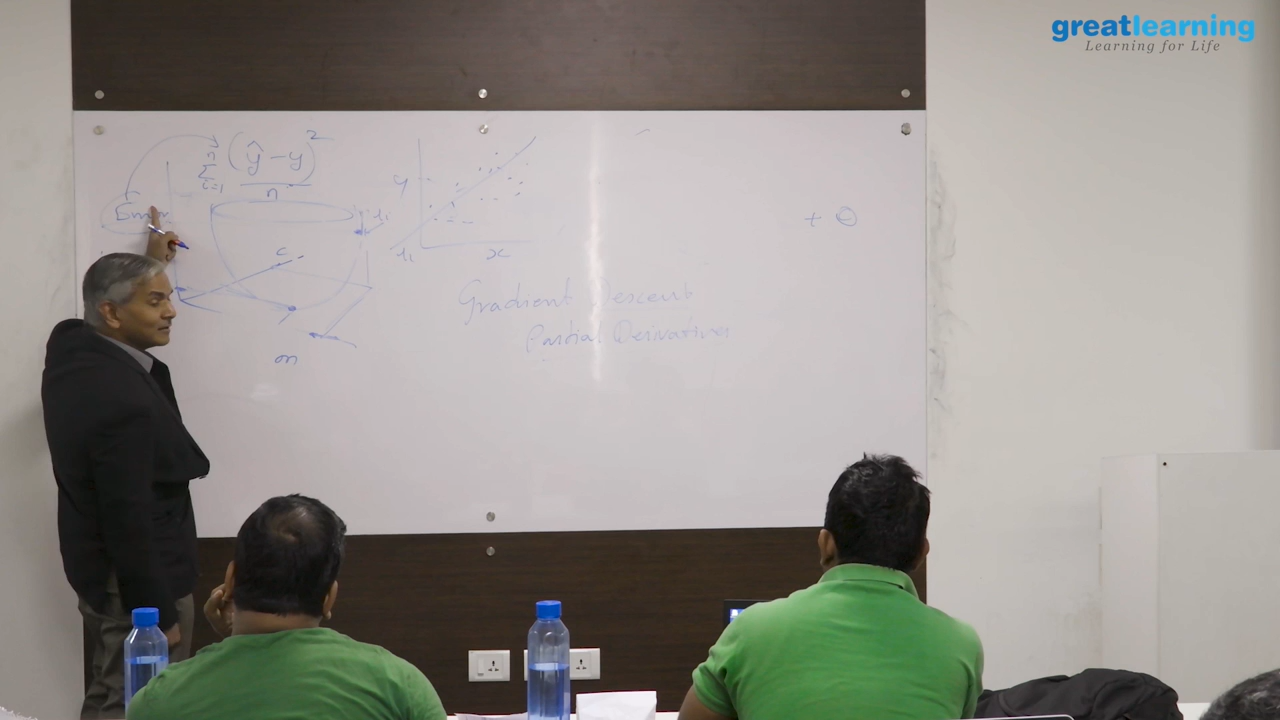 greatlearning
Learning for Life
n
Σ (ŷ - y)²
i=1
n
Error
c
m
y
x
+ Θ
Gradient Descent
Partial Derivatives